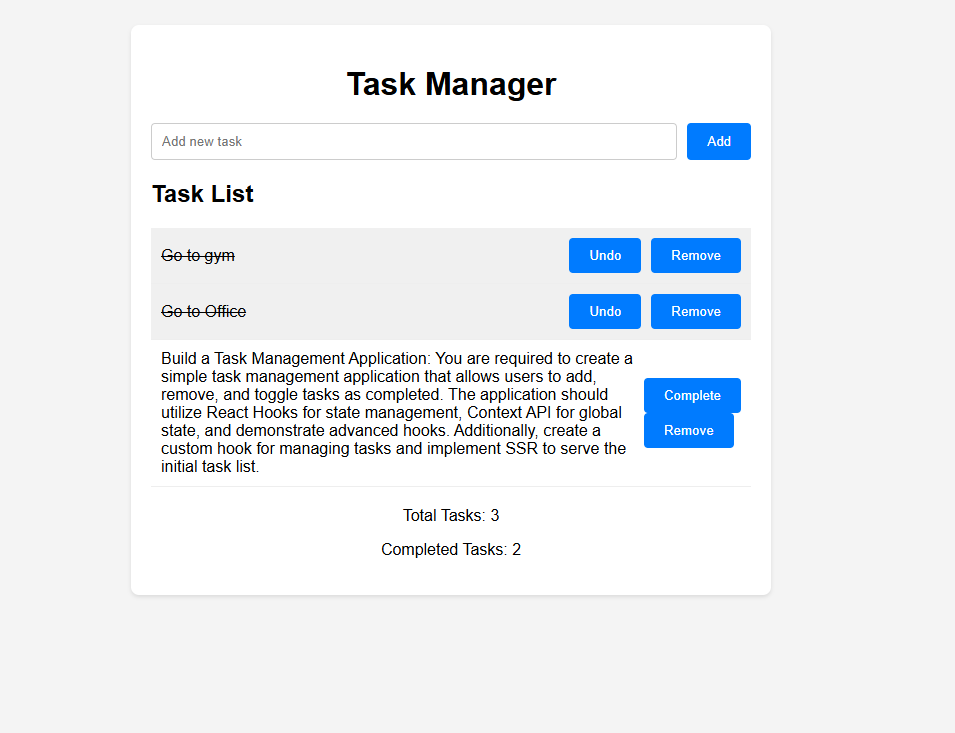 Task Manager
Add new task
Add
Task List
Go to gym
Undo
Remove
Go to Office
Undo
Remove
Build a Task Management Application: You are required to create a
simple task management application that allows users to add,
remove, and toggle tasks as completed. The application should
utilize React Hooks for state management, Context API for global
state, and demonstrate advanced hooks. Additionally, create a
custom hook for managing tasks and implement SSR to serve the
initial task list.
Complete
Remove
Total Tasks: 3
Completed Tasks: 2